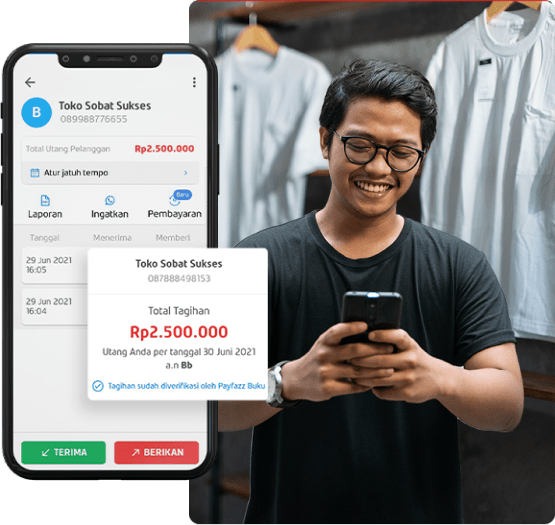 B
Toko Sobat Sukses
089988776655
Total Utang Pelanggan Rp2.500.000
Atur jatuh tempo
Baru
Laporan Ingatkan Pembayaran
Tanggal Menerima Memberi
29 Jun 2021
16:05
29 Jun 2021
16:04
Toko Sobat Sukses
087888498153
Total Tagihan
Rp2.500.000
Utang Anda per tanggal 30 Juni 2021
a.n Bb
Tagihan sudah diverifikasi oleh Payfazz Buku
TERIMA BERIKAN